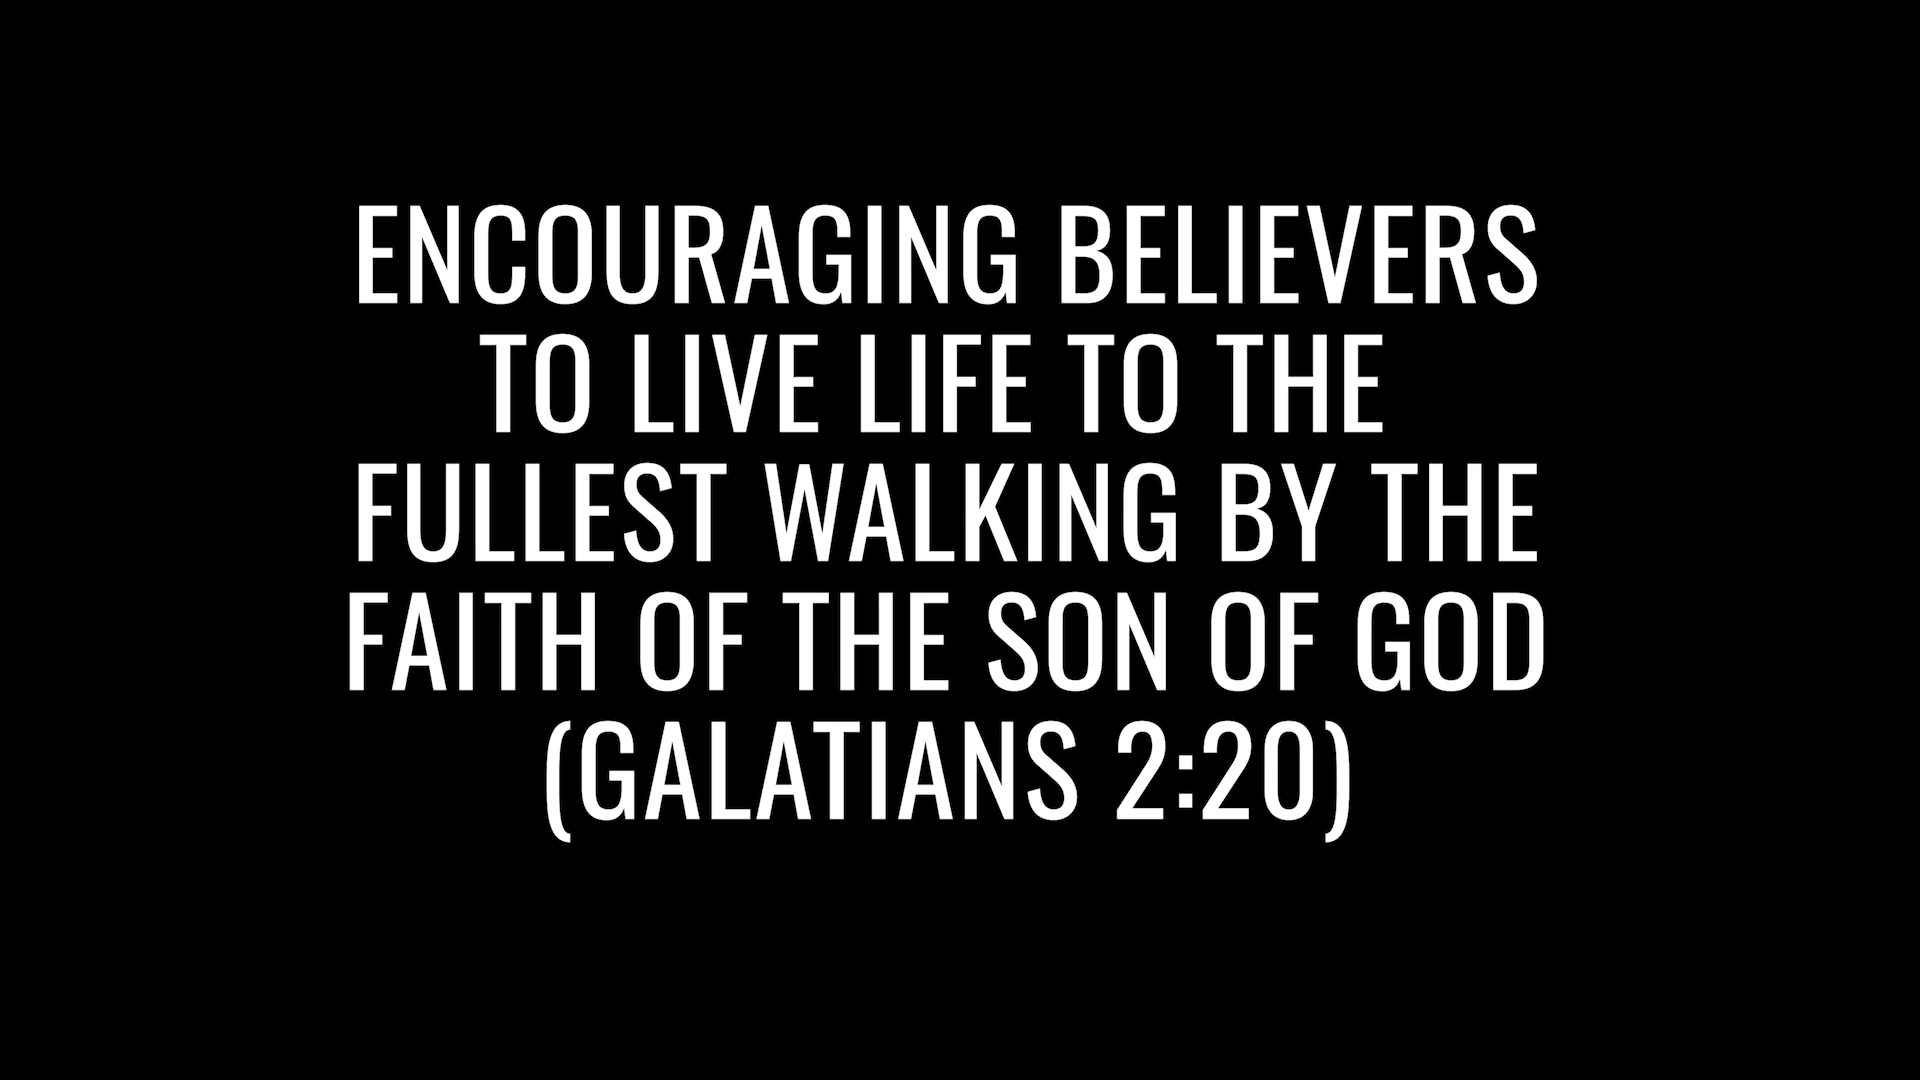 ENCOURAGING BELIEVERS
TO LIVE LIFE TO THE
FULLEST WALKING BY THE
FAITH OF THE SON OF GOD
(GALATIANS 2:20)